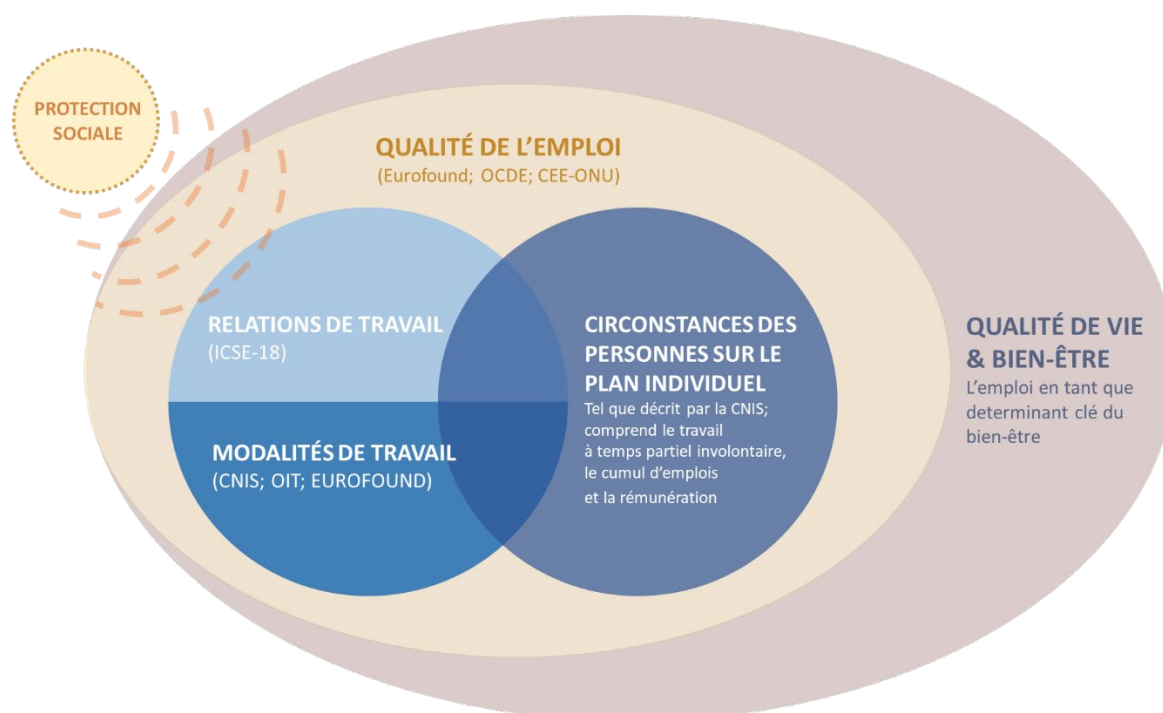 PROTECTION
SOCIALE
QUALITÉ DE L’EMPLOI
(Eurofound; OCDE; CEE-ONU)
RELATIONS DE TRAVAIL
(ICSE-18)
MODALITÉS DE TRAVAIL
(CNIS; OIT; EUROFOUND)
CIRCONSTANCES DES
PERSONNES SUR LE
PLAN INDIVIDUEL
Tel que décrit par la CNIS;
comprend le travail
à temps partiel involontaire,
le cumul d’emplois
et la rémunération
QUALITÉ DE VIE
& BIEN-ÊTRE
L’emploi en tant que
determinant clé du
bien-être